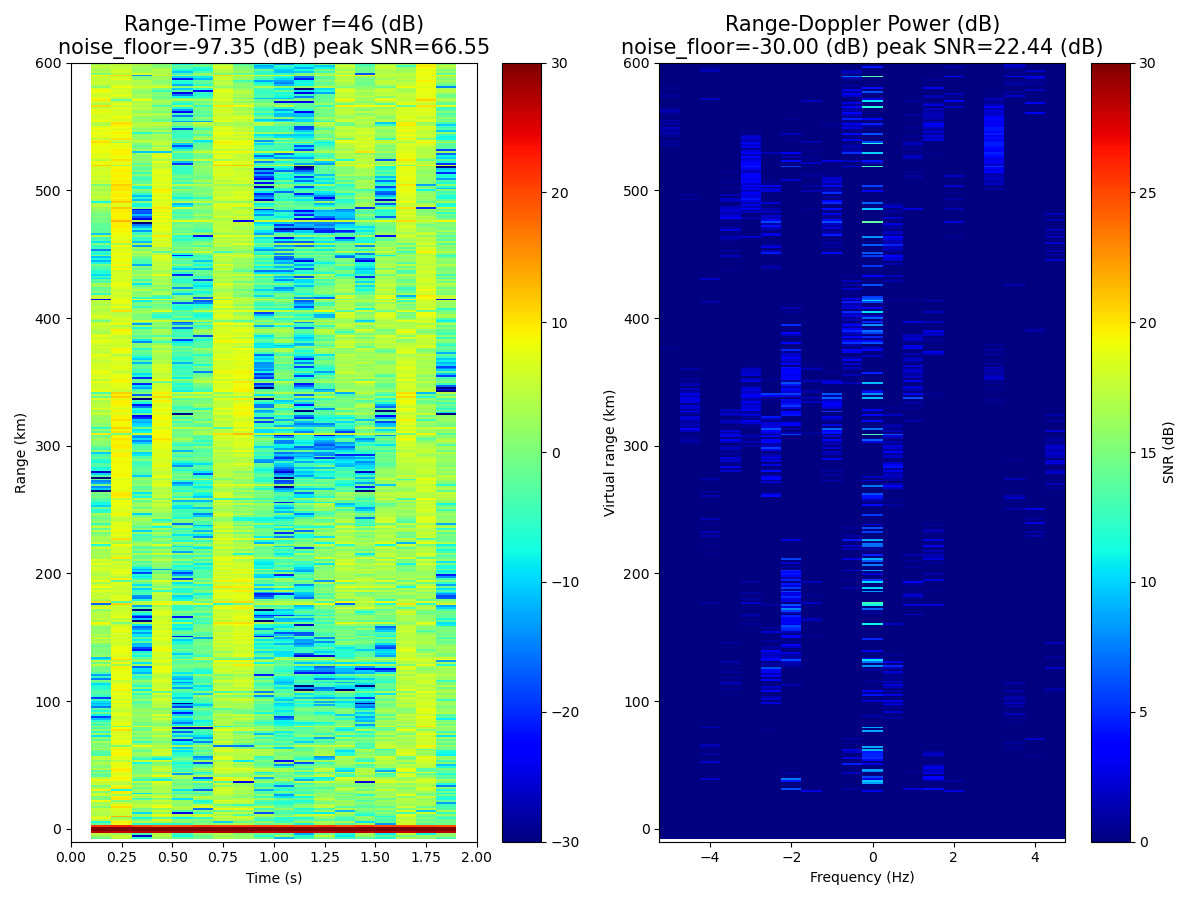 Range-Time Power f=46 (dB)
noise_floor=-97.35 (dB) peak SNR=66.55
Range-Doppler Power (dB)
noise_floor=-30.00 (dB) peak SNR=22.44 (dB)
600
500
400
300
200
100
0
Range (km)
0.00 0.25 0.50 0.75 1.00 1.25 1.50 1.75 2.00
Time (s)
30
20
10
0
−10
−20
−30
600
500
400
300
200
100
0
Virtual range (km)
−4 −2 0 2 4
Frequency (Hz)
30
25
20
15
10
5
0
SNR (dB)